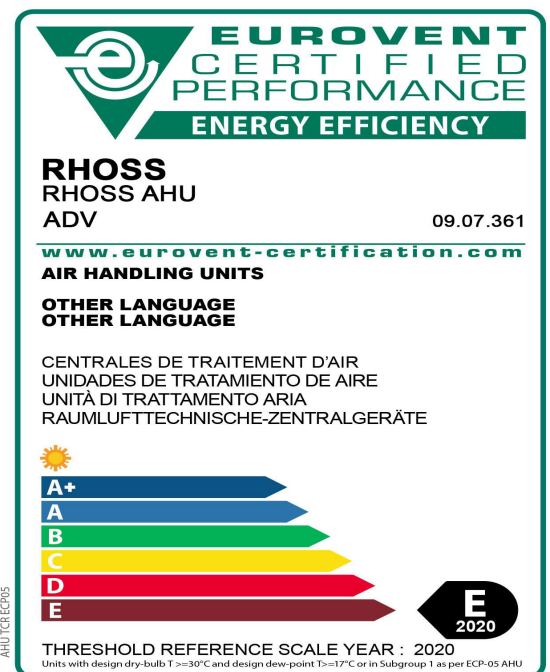 EUROVENT
CERTIFIED
PERFORMANCE
ENERGY EFFICIENCY
RHOSS
RHOSS AHU
ADV 09.07.361
www.eurovent-certification.com
AIR HANDLING UNITS
OTHER LANGUAGE
OTHER LANGUAGE
CENTRALES DE TRAITEMENT D'AIR
UNIDADES DE TRATAMIENTO DE AIRE
UNITÀ DI TRATTAMENTO ARIA
RAUMLUFTTECHNISCHE-ZENTRALGERÄTE
A+
A
B
C
D
E
E
2020
THRESHOLD REFERENCE SCALE YEAR : 2020
Units with design dry-bulb T >=30°C and design dew-point T>=17°C or in Subgroup 1 as per ECP-05 AHU
AHU TCR ECP05